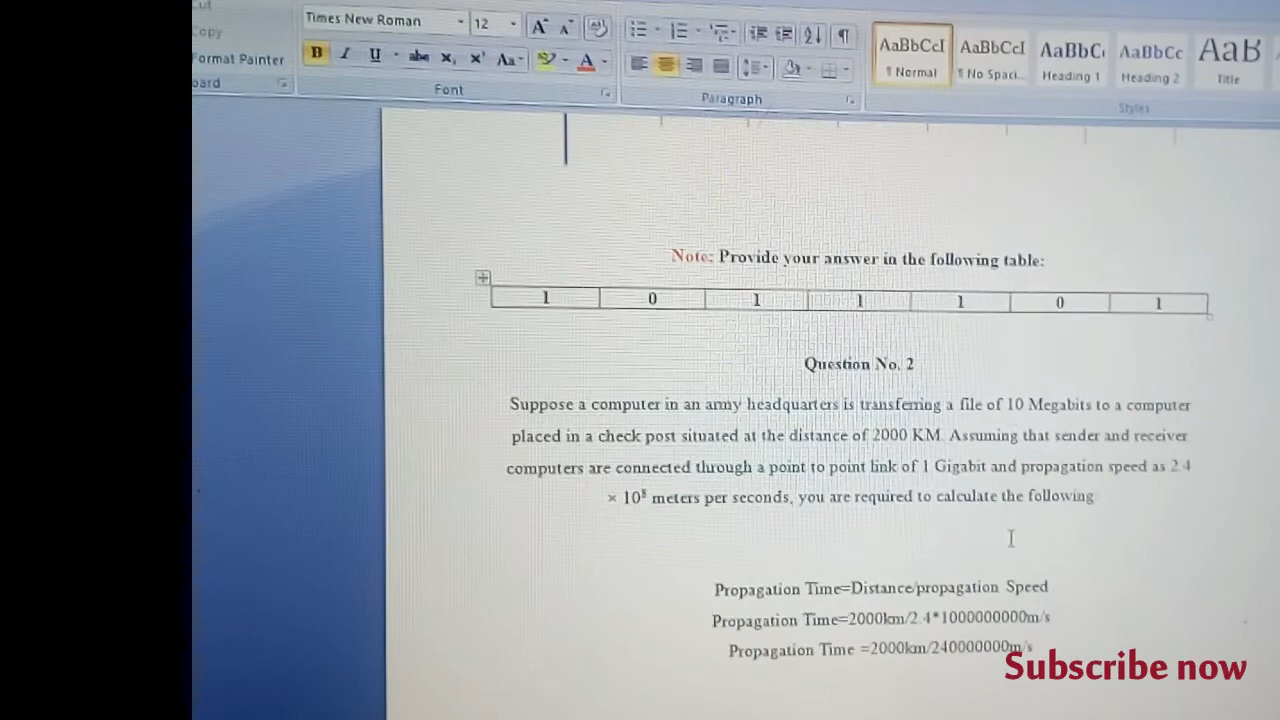 Cut
Copy
Format Painter
oard
Times New Roman
12
B I U abc X, X' Aa A
Font
Paragraph
AaBbCcI AaBbCcI AaBbC AaBbCc AaB
¶ Normal ¶ No Spaci... Heading 1 Heading 2 Title
Styles
Note: Provide your answer in the following table:
1 0 1 1 1 0 1
Question No. 2
Suppose a computer in an army headquarters is transferring a file of 10 Megabits to a computer
placed in a check post situated at the distance of 2000 KM. Assuming that sender and receiver
computers are connected through a point to point link of 1 Gigabit and propagation speed as 2.4
× 10⁸ meters per seconds, you are required to calculate the following
Propagation Time=Distance/propagation Speed
Propagation Time=2000km/2.4*1000000000m/s
Propagation Time =2000km/240000000m/s
Subscribe now